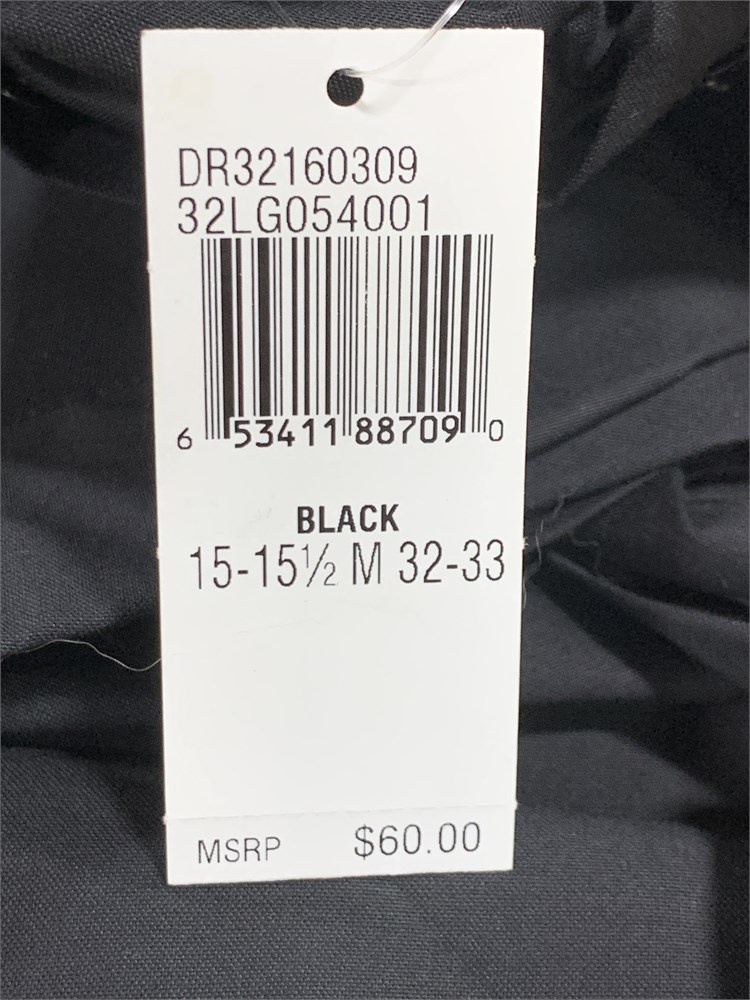 DR32160309
32LG054001
6 53411 88709 0
BLACK
15-15½ M 32-33
MSRP $60.00